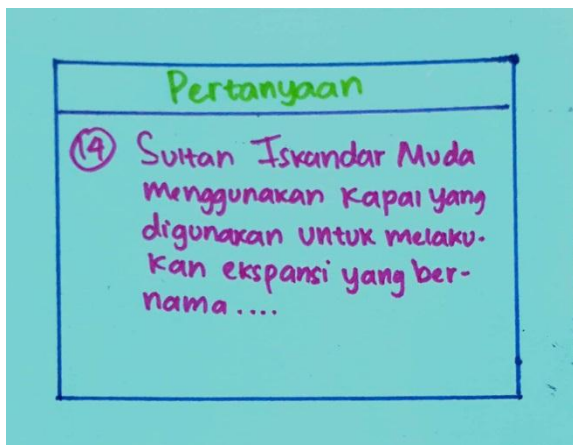 Pertanyaan
14 Sultan Iskandar Muda
menggunakan kapal yang
digunakan untuk melaku-
kan ekspansi yang ber-
nama....